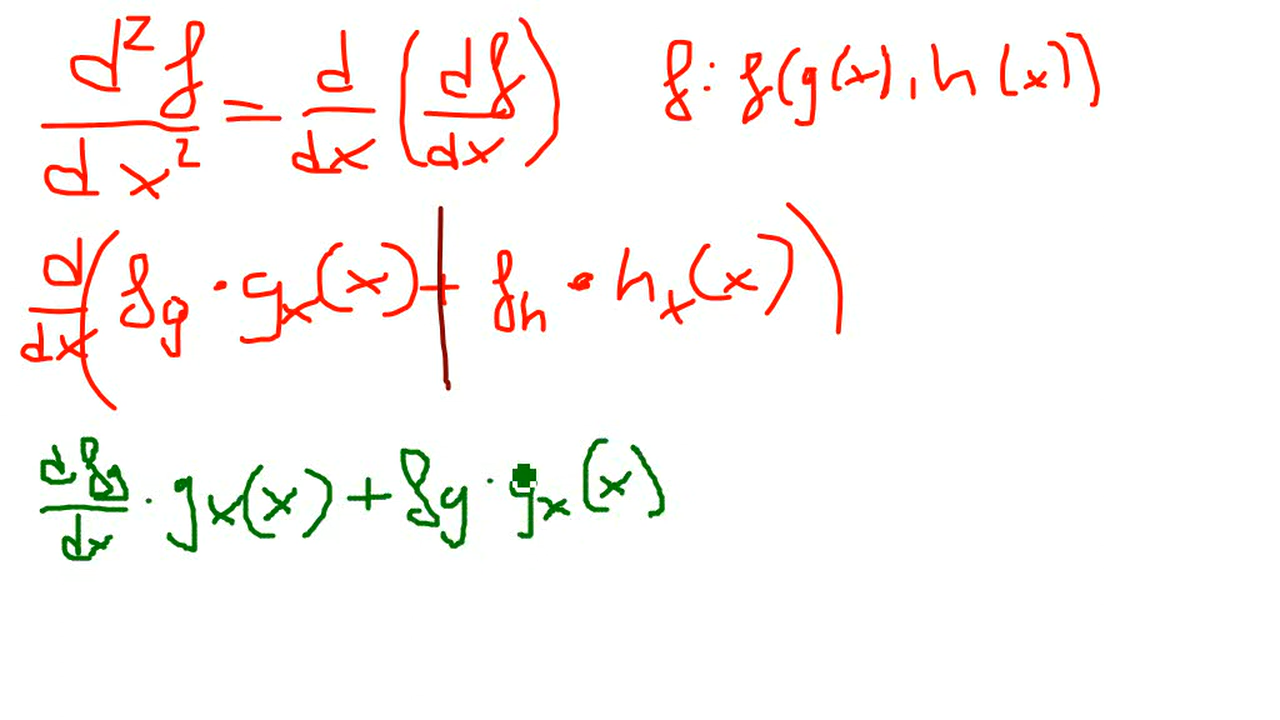 d²f/dx² = d/dx (df/dx)   f: f(g(x), h(x))
d/dx (f_g · g_x(x) + f_h · h_x(x))
df_g/dx · g_x(x) + f_g · g_x(x)